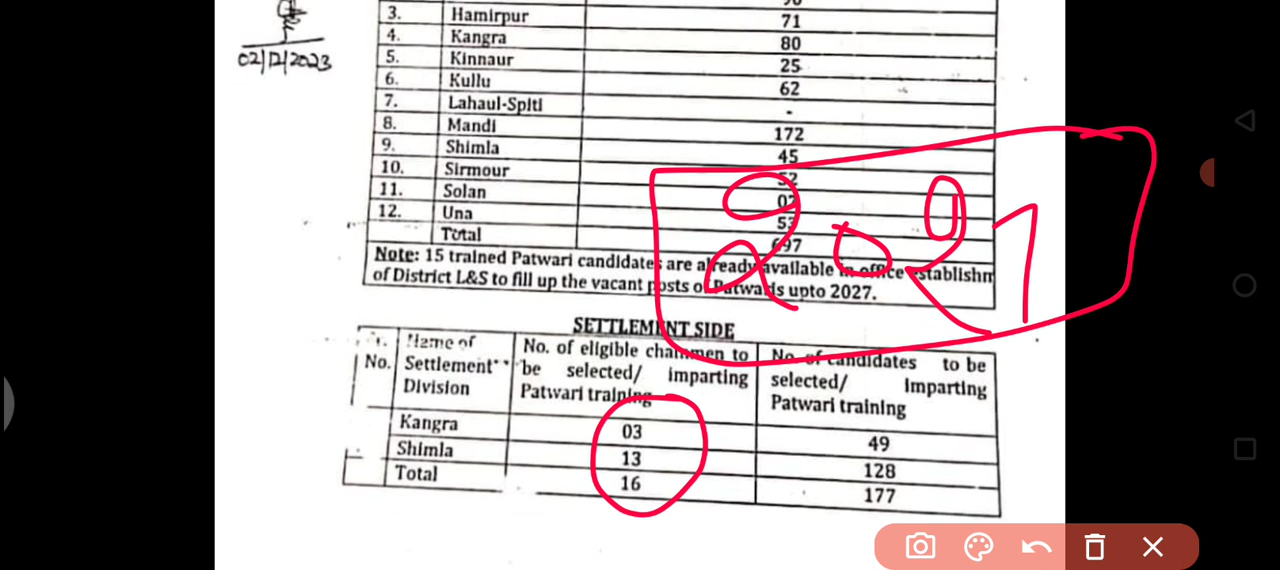 02/12/2023
3. Hamirpur 71
4. Kangra 80
5. Kinnaur 25
6. Kullu 62
7. Lahaul-Spiti -
8. Mandi 172
9. Shimla 45
10. Sirmour 52
11. Solan
12. Una 53
Total 697
Note: 15 trained Patwari candidates are already available in office establishm
of District L&S to fill up the vacant posts of Patwaris upto 2027.
SETTLEMENT SIDE
No. Name of Settlement Division No. of eligible chainmen to be selected/ imparting Patwari training No. of candidates to be selected/ Imparting Patwari training
Kangra 03 49
Shimla 13 128
Total 16 177